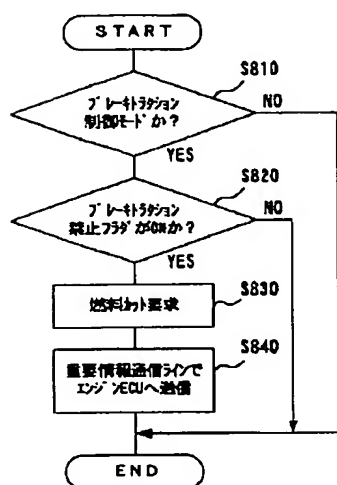 START
S810
ブレーキトラクション
制御モードか?
NO
YES
S820
ブレーキトラクション
禁止フラグがONか?
NO
YES
S830
燃料カット要求
S840
重要情報通信ラインで
エンジンECUへ送信
END